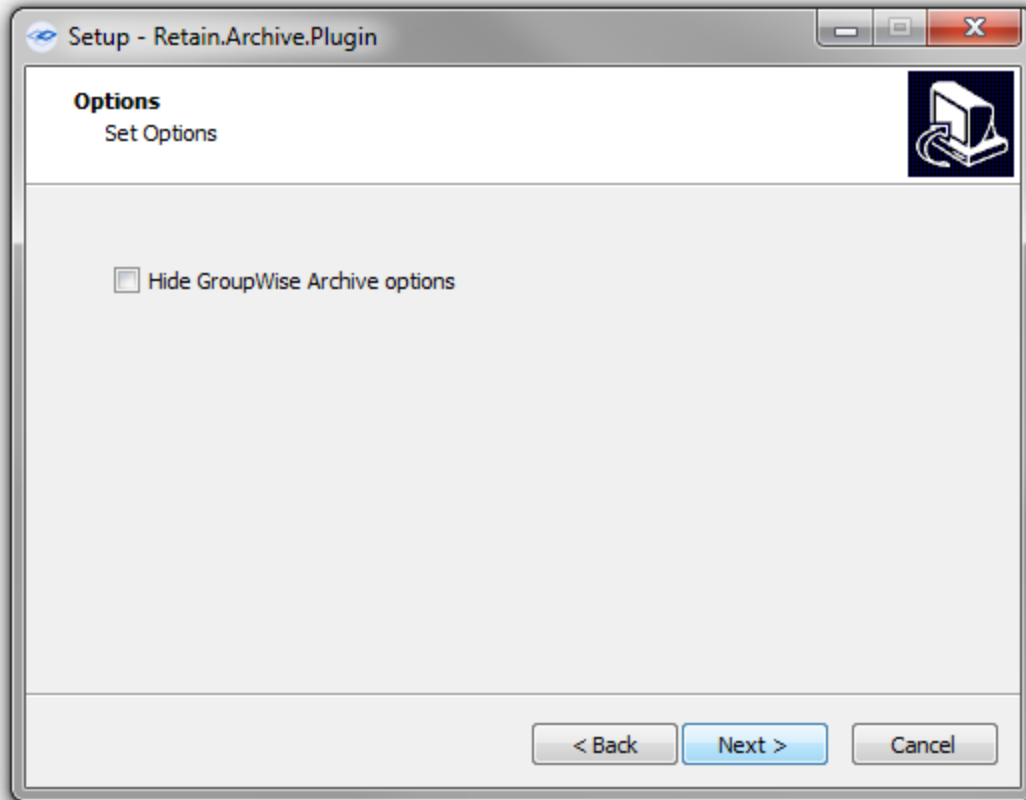 Setup - Retain.Archive.Plugin
Options
Set Options
Hide GroupWise Archive options
< Back
Next >
Cancel